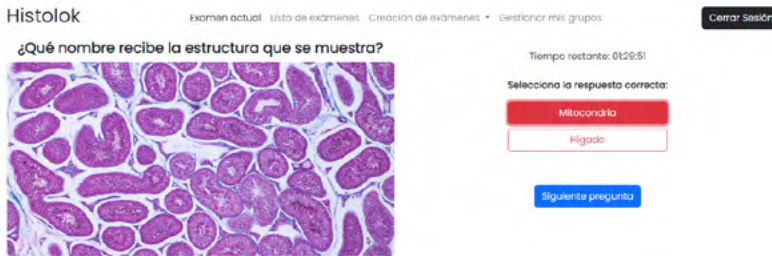 Histolok
Examen actual Lista de exámenes Creación de exámenes Gestionar mis grupos
Cerrar Sesión
¿Qué nombre recibe la estructura que se muestra?
Tiempo restante: 01:29:51
Selecciona la respuesta correcta:
Mitocondria
Hígado
Siguiente pregunta